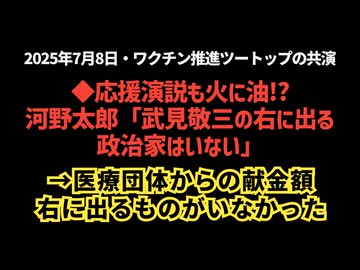 2025年7月8日・ワクチン推進ツートップの共演
◆応援演説も火に油!?
河野太郎「武見敬三の右に出る
政治家はいない」
→医療団体からの献金額
右に出るものがいなかった